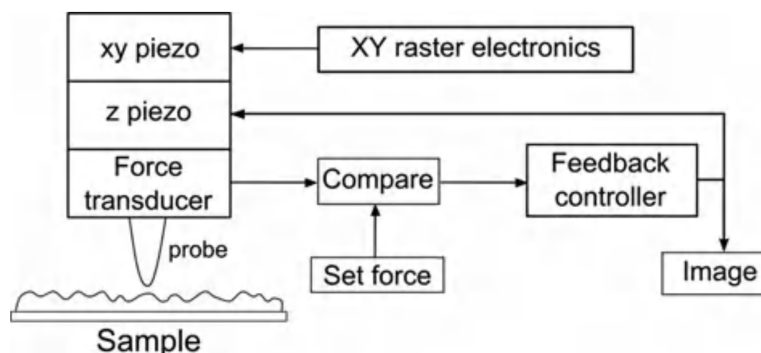 xy piezo
XY raster electronics
z piezo
Force
transducer
Compare
Feedback
controller
probe
Set force
Image
Sample